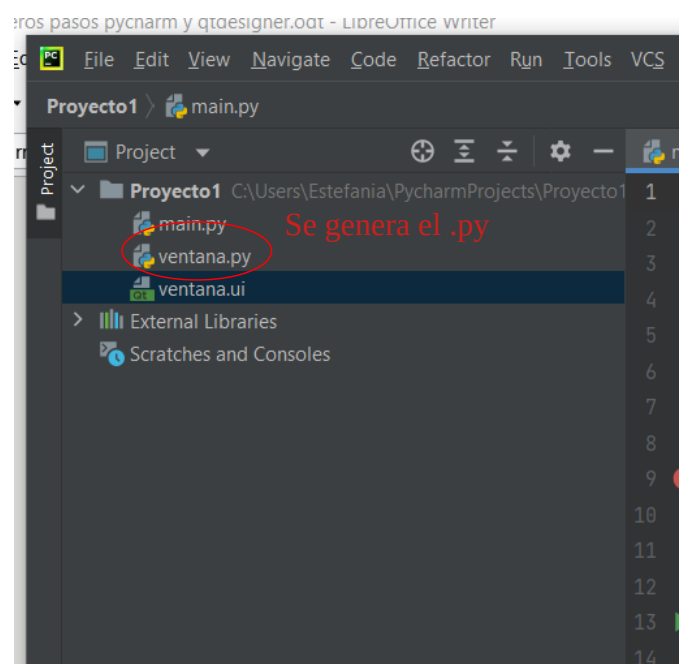 eros pasos pycharm y qtdesigner.odt - LibreOffice Writer
PC File Edit View Navigate Code Refactor Run Tools VCS
Proyecto1 main.py
Project
Project
Proyecto1 C:\Users\Estefania\PycharmProjects\Proyecto1
main.py
Se genera el .py
ventana.py
Qt ventana.ui
External Libraries
Scratches and Consoles
1
2
3
4
5
6
7
8
9
10
11
12
13
14